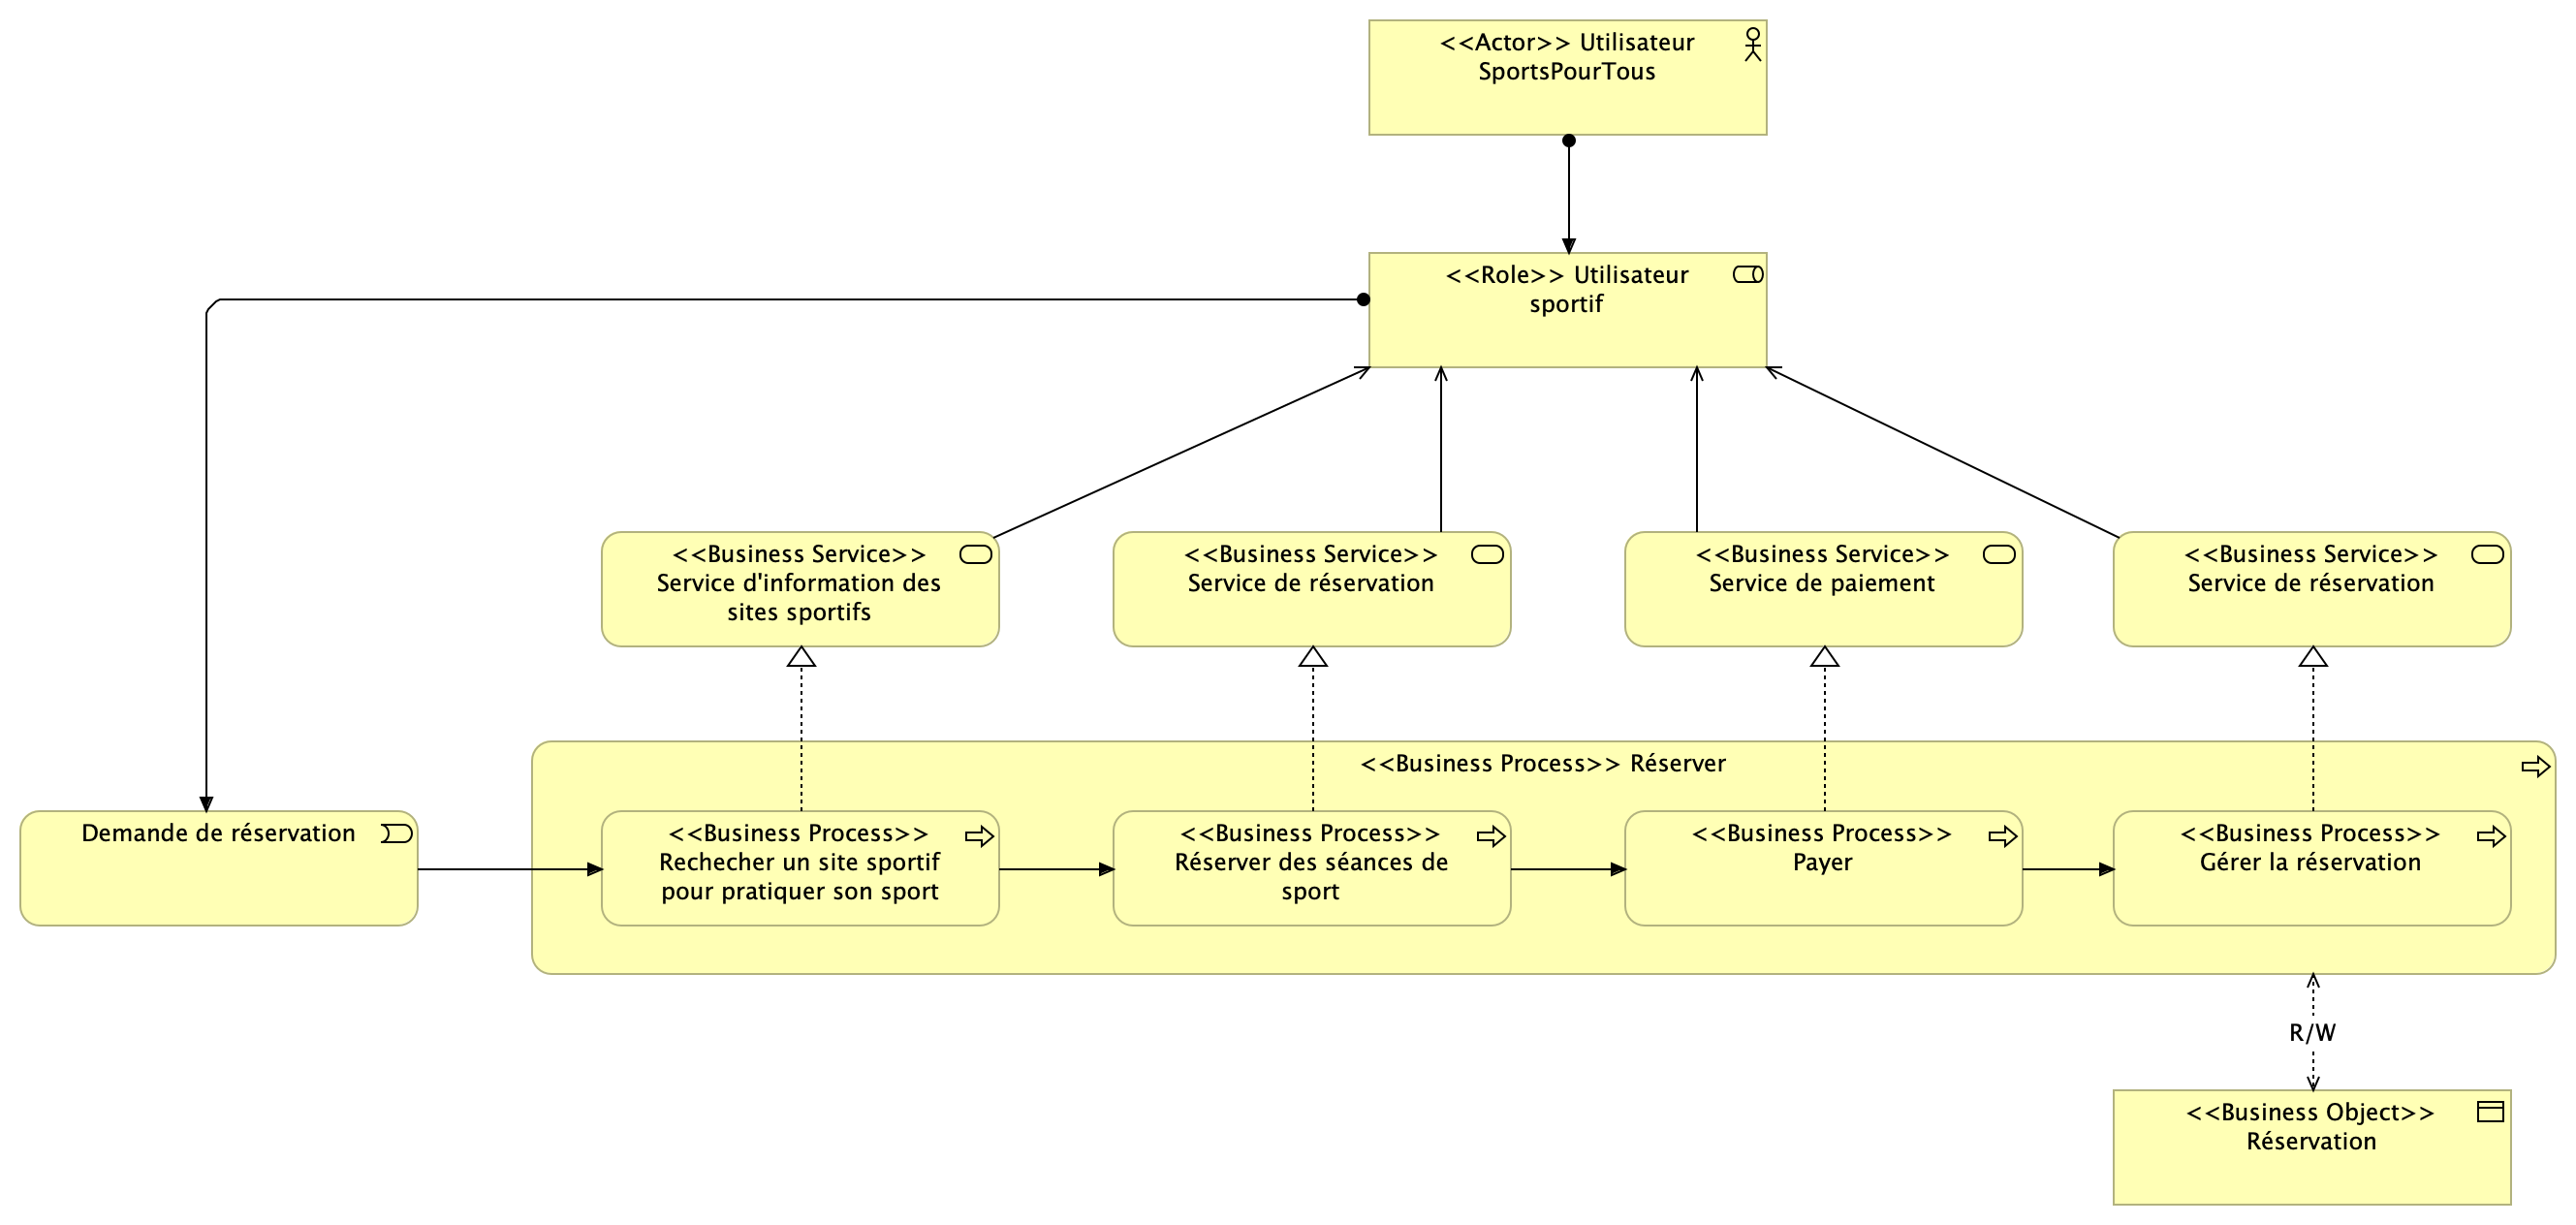 <<Actor>> Utilisateur
SportsPourTous
<<Role>> Utilisateur
sportif
<<Business Service>>
Service d'information des
sites sportifs
<<Business Service>>
Service de réservation
<<Business Service>>
Service de paiement
<<Business Service>>
Service de réservation
<<Business Process>> Réserver
Demande de réservation
<<Business Process>>
Rechecher un site sportif
pour pratiquer son sport
<<Business Process>>
Réserver des séances de
sport
<<Business Process>>
Payer
<<Business Process>>
Gérer la réservation
R/W
<<Business Object>>
Réservation